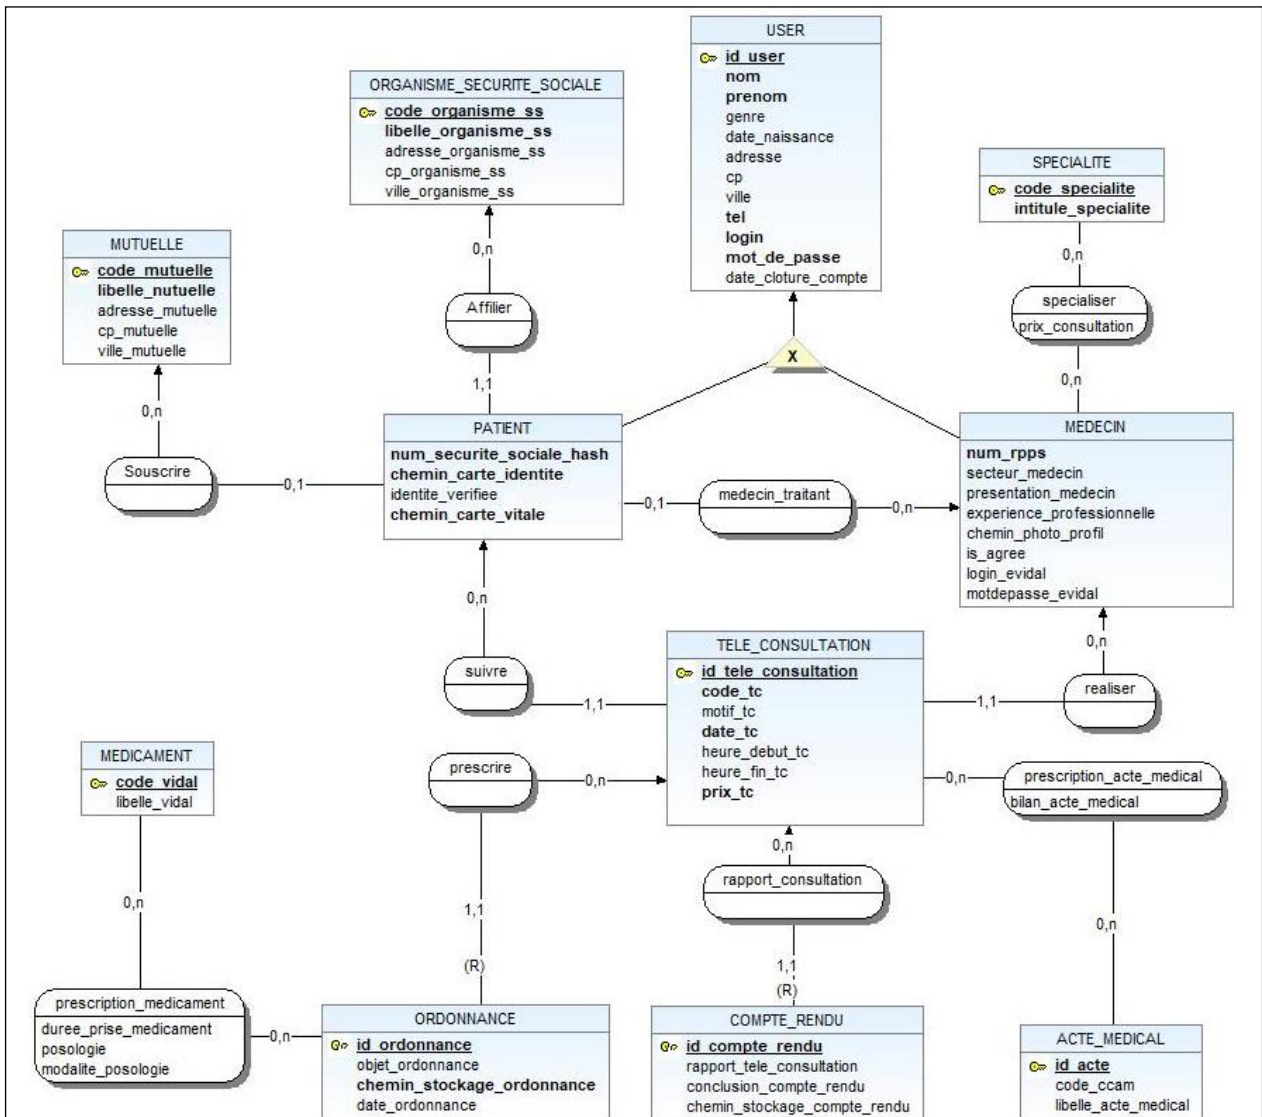 USER
id_user
nom
prenom
genre
date_naissance
adresse
cp
ville
tel
login
mot_de_passe
date_cloture_compte
ORGANISME_SECURITE_SOCIALE
code_organisme_ss
libelle_organisme_ss
adresse_organisme_ss
cp_organisme_ss
ville_organisme_ss
SPECIALITE
code_specialite
intitule_specialite
MUTUELLE
code_mutuelle
libelle_nutuelle
adresse_mutuelle
cp_mutuelle
ville_mutuelle
0,n
Affilier
1,1
0,n
specialiser
prix_consultation
0,n
X
0,n
Souscrire
0,1
PATIENT
num_securite_sociale_hash
chemin_carte_identite
identite_verifiee
chemin_carte_vitale
0,1
medecin_traitant
0,n
MEDECIN
num_rpps
secteur_medecin
presentation_medecin
experience_professionnelle
chemin_photo_profil
is_agree
login_evidal
motdepasse_evidal
0,n
suivre
1,1
TELE_CONSULTATION
id_tele_consultation
code_tc
motif_tc
date_tc
heure_debut_tc
heure_fin_tc
prix_tc
0,n
realiser
1,1
MEDICAMENT
code_vidal
libelle_vidal
prescrire
0,n
0,n
prescription_acte_medical
bilan_acte_medical
0,n
rapport_consultation
0,n
1,1
(R)
1,1
(R)
0,n
prescription_medicament
duree_prise_medicament
posologie
modalite_posologie
0,n
ORDONNANCE
id_ordonnance
objet_ordonnance
chemin_stockage_ordonnance
date_ordonnance
COMPTE_RENDU
id_compte_rendu
rapport_tele_consultation
conclusion_compte_rendu
chemin_stockage_compte_rendu
ACTE_MEDICAL
id_acte
code_ccam
libelle_acte_medical